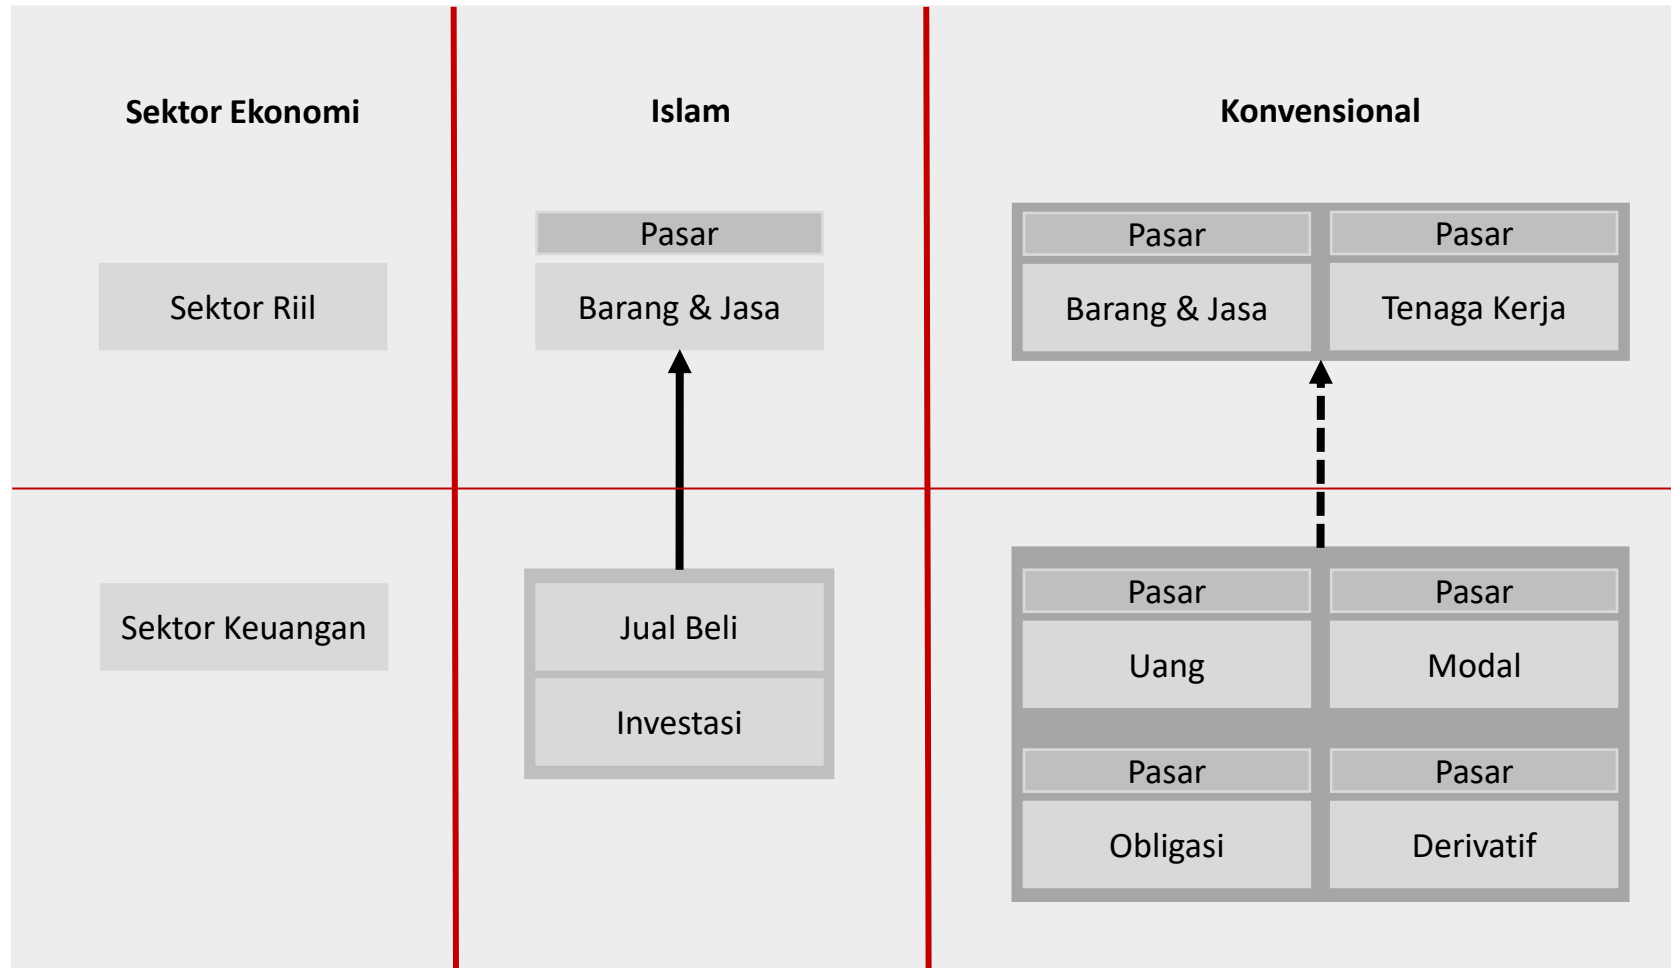 Sektor Ekonomi
Islam
Konvensional
Sektor Riil
Pasar
Barang & Jasa
Pasar
Barang & Jasa
Pasar
Tenaga Kerja
Sektor Keuangan
Jual Beli
Investasi
Pasar
Uang
Pasar
Modal
Pasar
Obligasi
Pasar
Derivatif